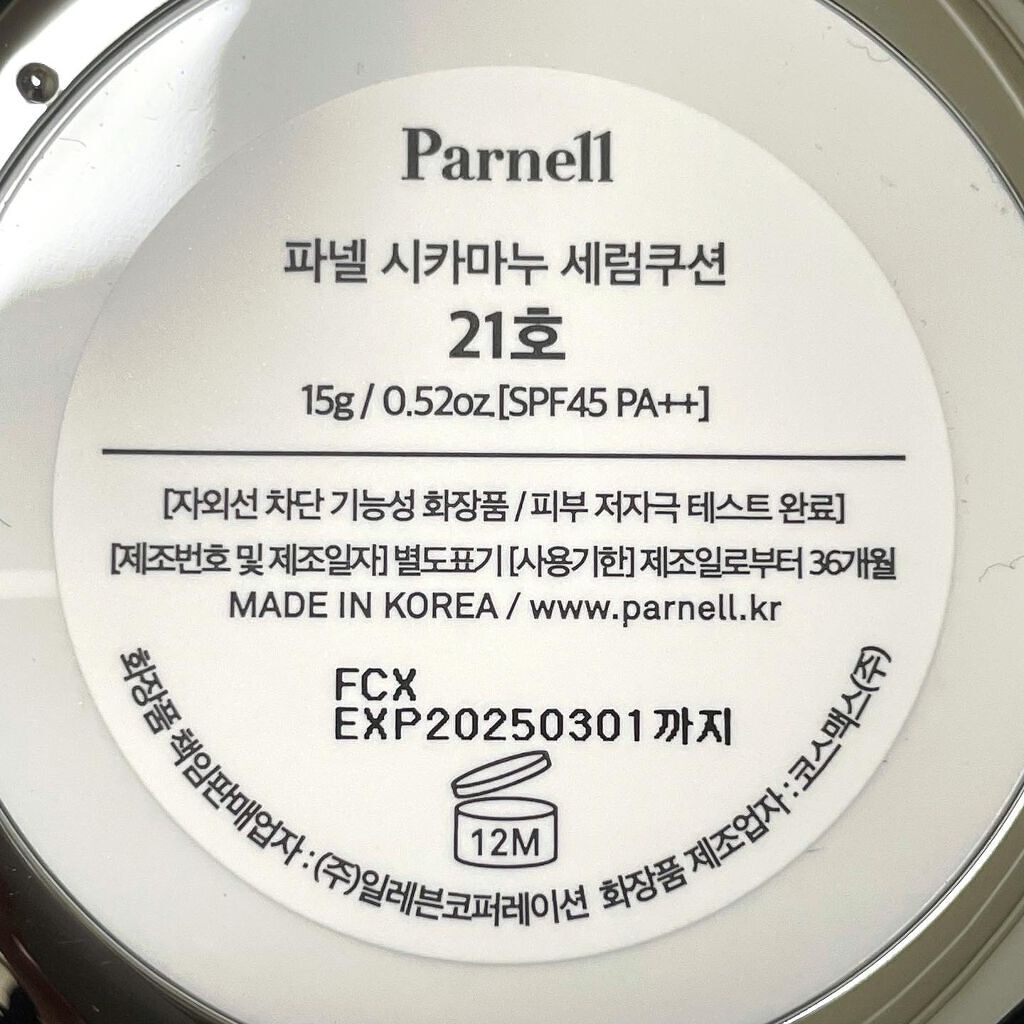 Parnell
파넬 시카마누 세럼쿠션
21호
15g / 0.52oz.[SPF45 PA++]
[자외선 차단 기능성 화장품 / 피부 저자극 테스트 완료]
[제조번호 및 제조일자] 별도표기 [사용기한] 제조일로부터 36개월
MADE IN KOREA / www.parnell.kr
FCX
EXP20250301까지
12M
화장품 책임판매업자 : (주)일레븐코퍼레이션 화장품 제조업자 : 코스맥스(주)